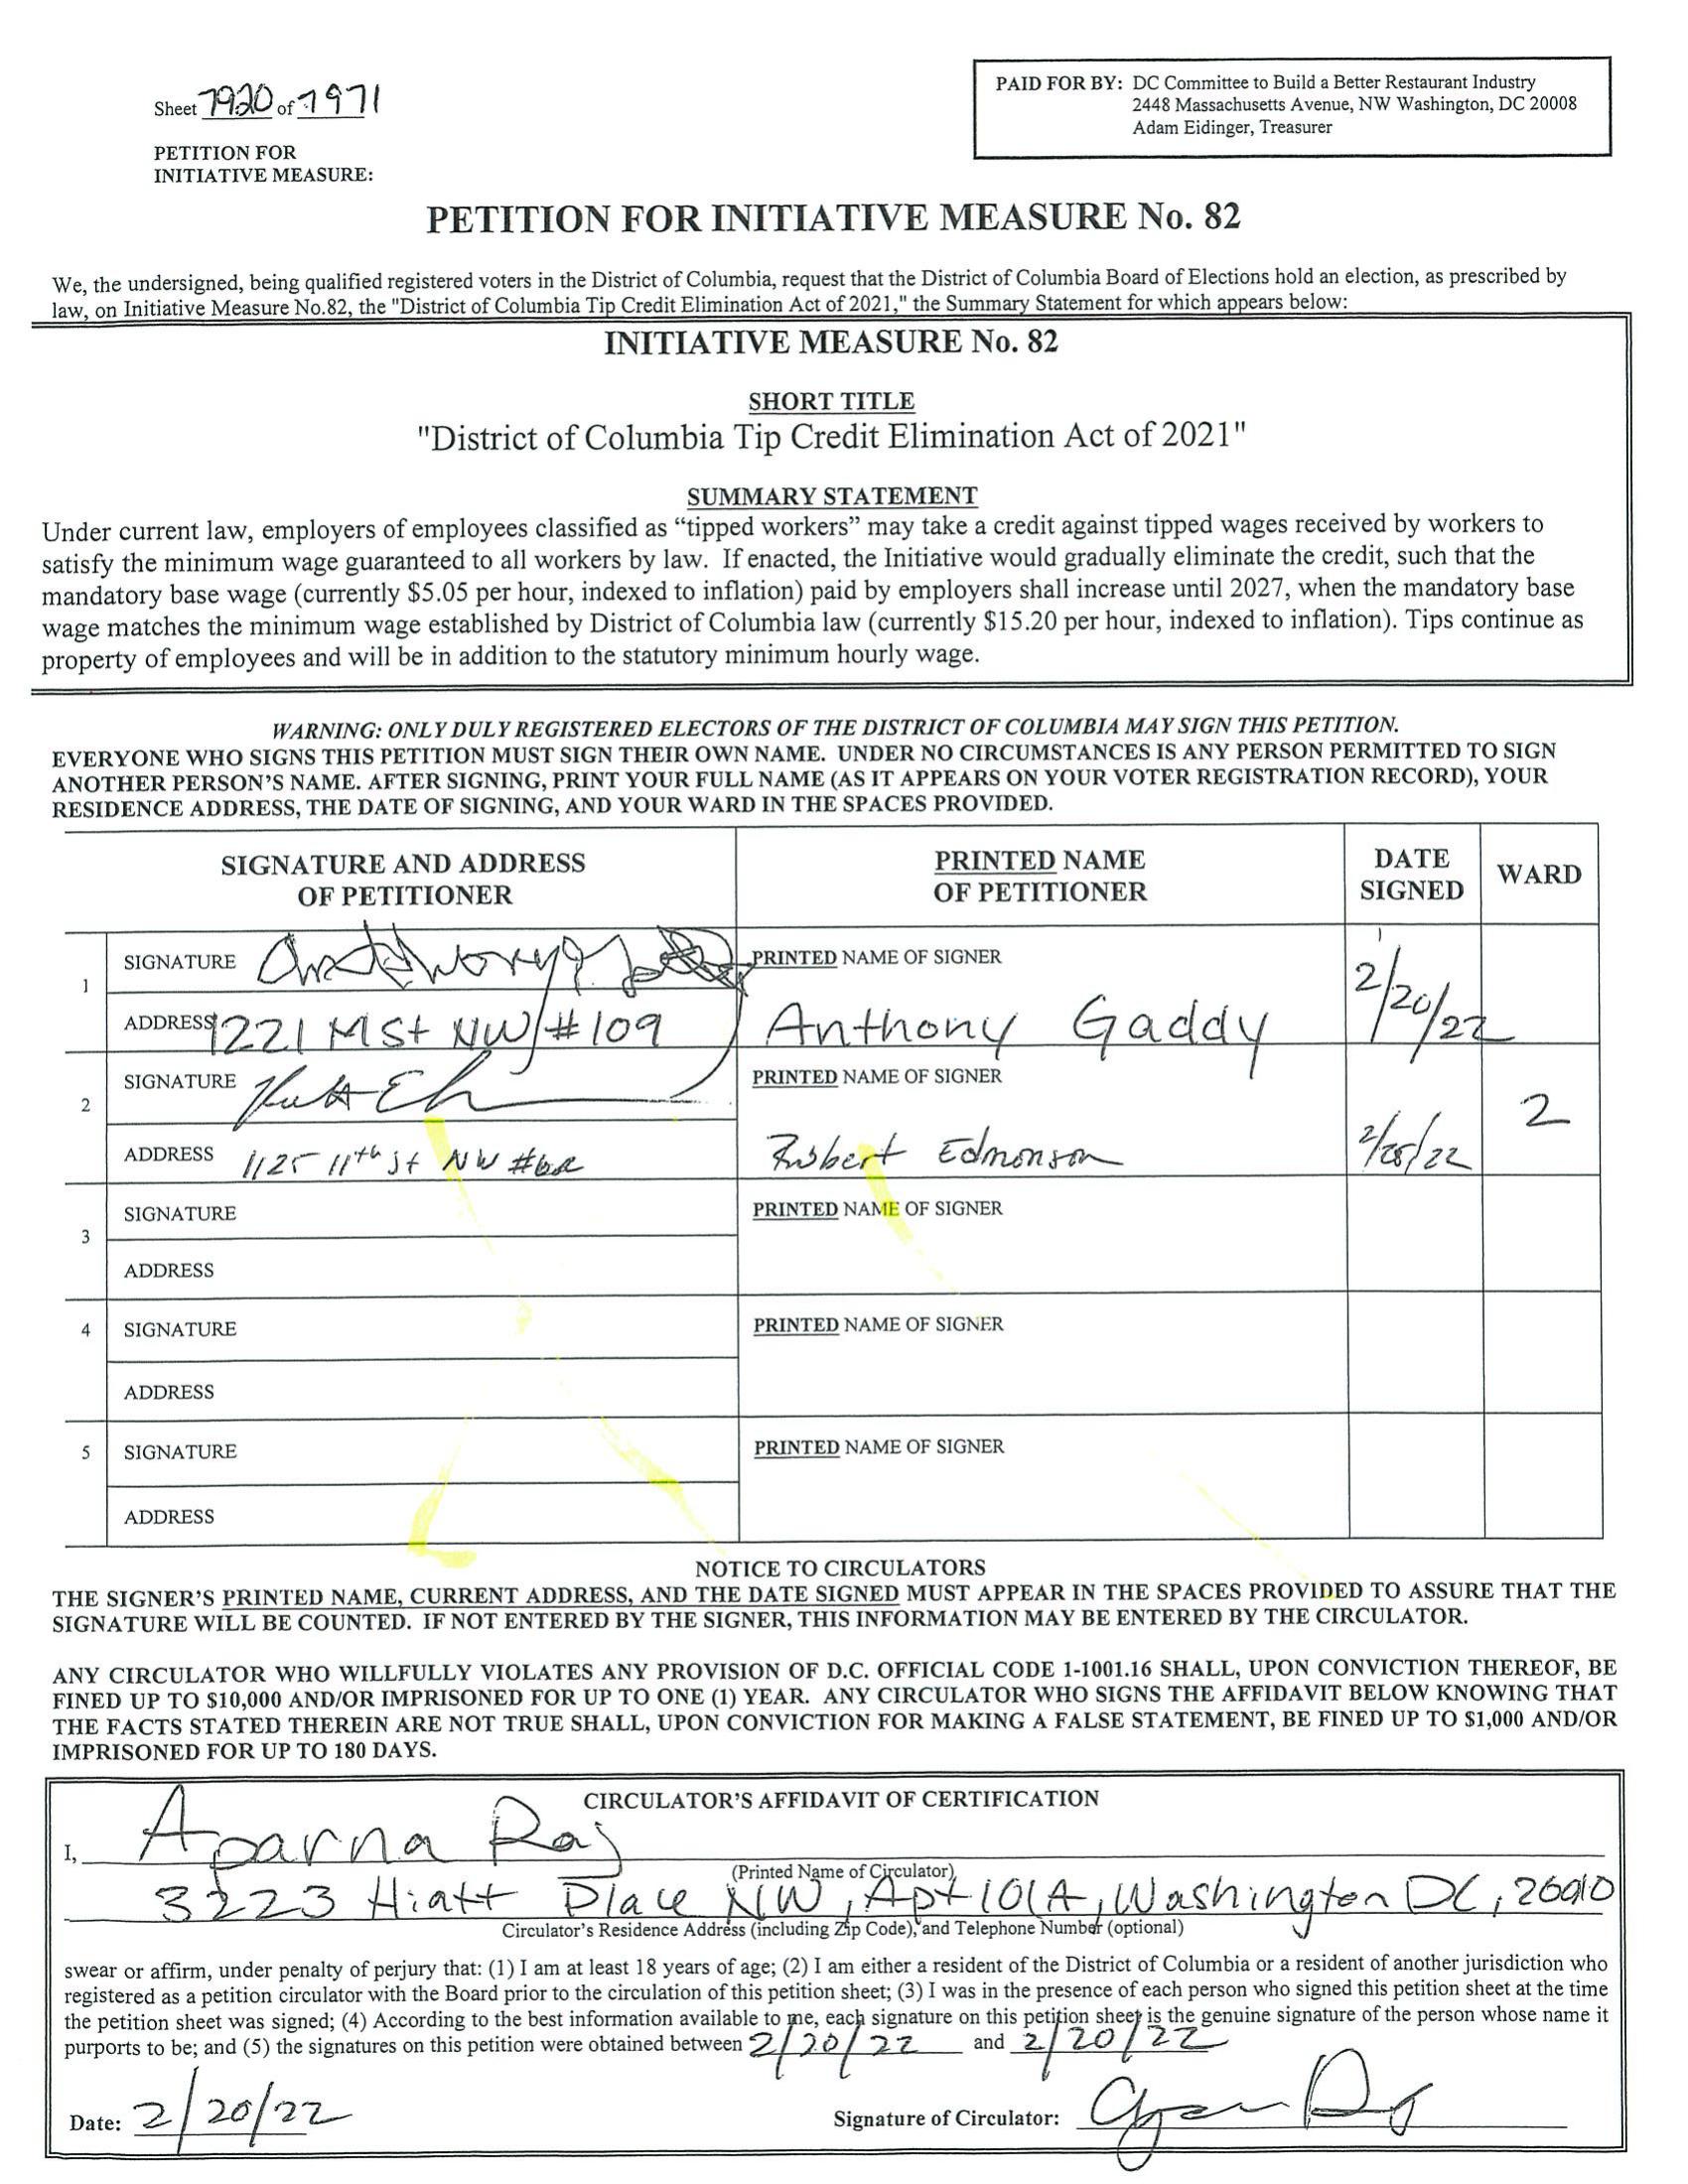 Sheet 7920 of 7971
PAID FOR BY: DC Committee to Build a Better Restaurant Industry
2448 Massachusetts Avenue, NW Washington, DC 20008
Adam Eidinger, Treasurer
PETITION FOR
INITIATIVE MEASURE:
PETITION FOR INITIATIVE MEASURE No. 82
We, the undersigned, being qualified registered voters in the District of Columbia, request that the District of Columbia Board of Elections hold an election, as prescribed by
law, on Initiative Measure No.82, the "District of Columbia Tip Credit Elimination Act of 2021," the Summary Statement for which appears below:
INITIATIVE MEASURE No. 82
SHORT TITLE
"District of Columbia Tip Credit Elimination Act of 2021"
SUMMARY STATEMENT
Under current law, employers of employees classified as “tipped workers” may take a credit against tipped wages received by workers to
satisfy the minimum wage guaranteed to all workers by law. If enacted, the Initiative would gradually eliminate the credit, such that the
mandatory base wage (currently $5.05 per hour, indexed to inflation) paid by employers shall increase until 2027, when the mandatory base
wage matches the minimum wage established by District of Columbia law (currently $15.20 per hour, indexed to inflation). Tips continue as
property of employees and will be in addition to the statutory minimum hourly wage.
WARNING: ONLY DULY REGISTERED ELECTORS OF THE DISTRICT OF COLUMBIA MAY SIGN THIS PETITION.
EVERYONE WHO SIGNS THIS PETITION MUST SIGN THEIR OWN NAME. UNDER NO CIRCUMSTANCES IS ANY PERSON PERMITTED TO SIGN
ANOTHER PERSON’S NAME. AFTER SIGNING, PRINT YOUR FULL NAME (AS IT APPEARS ON YOUR VOTER REGISTRATION RECORD), YOUR
RESIDENCE ADDRESS, THE DATE OF SIGNING, AND YOUR WARD IN THE SPACES PROVIDED.
SIGNATURE AND ADDRESS
OF PETITIONER
PRINTED NAME
OF PETITIONER
DATE
SIGNED
WARD
1
SIGNATURE Anthony
PRINTED NAME OF SIGNER
ADDRESS 1221 M St NW #109
Anthony Gaddy
2/20/22
2
SIGNATURE
PRINTED NAME OF SIGNER
ADDRESS 1125 11th St NW
Robert Edmonson
2/20/22
2
3
SIGNATURE
PRINTED NAME OF SIGNER
ADDRESS
4
SIGNATURE
PRINTED NAME OF SIGNER
ADDRESS
5
SIGNATURE
PRINTED NAME OF SIGNER
ADDRESS
NOTICE TO CIRCULATORS
THE SIGNER’S PRINTED NAME, CURRENT ADDRESS, AND THE DATE SIGNED MUST APPEAR IN THE SPACES PROVIDED TO ASSURE THAT THE
SIGNATURE WILL BE COUNTED. IF NOT ENTERED BY THE SIGNER, THIS INFORMATION MAY BE ENTERED BY THE CIRCULATOR.
ANY CIRCULATOR WHO WILLFULLY VIOLATES ANY PROVISION OF D.C. OFFICIAL CODE 1-1001.16 SHALL, UPON CONVICTION THEREOF, BE
FINED UP TO $10,000 AND/OR IMPRISONED FOR UP TO ONE (1) YEAR. ANY CIRCULATOR WHO SIGNS THE AFFIDAVIT BELOW KNOWING THAT
THE FACTS STATED THEREIN ARE NOT TRUE SHALL, UPON CONVICTION FOR MAKING A FALSE STATEMENT, BE FINED UP TO $1,000 AND/OR
IMPRISONED FOR UP TO 180 DAYS.
CIRCULATOR’S AFFIDAVIT OF CERTIFICATION
I, Aparna Raj
(Printed Name of Circulator)
3223 Hiatt Place NW, Apt 101A, Washington DC, 20010
Circulator’s Residence Address (including Zip Code), and Telephone Number (optional)
swear or affirm, under penalty of perjury that: (1) I am at least 18 years of age; (2) I am either a resident of the District of Columbia or a resident of another jurisdiction who
registered as a petition circulator with the Board prior to the circulation of this petition sheet; (3) I was in the presence of each person who signed this petition sheet at the time
the petition sheet was signed; (4) According to the best information available to me, each signature on this petition sheet is the genuine signature of the person whose name it
purports to be; and (5) the signatures on this petition were obtained between 2/20/22 and 2/20/22
Date: 2/20/22
Signature of Circulator: